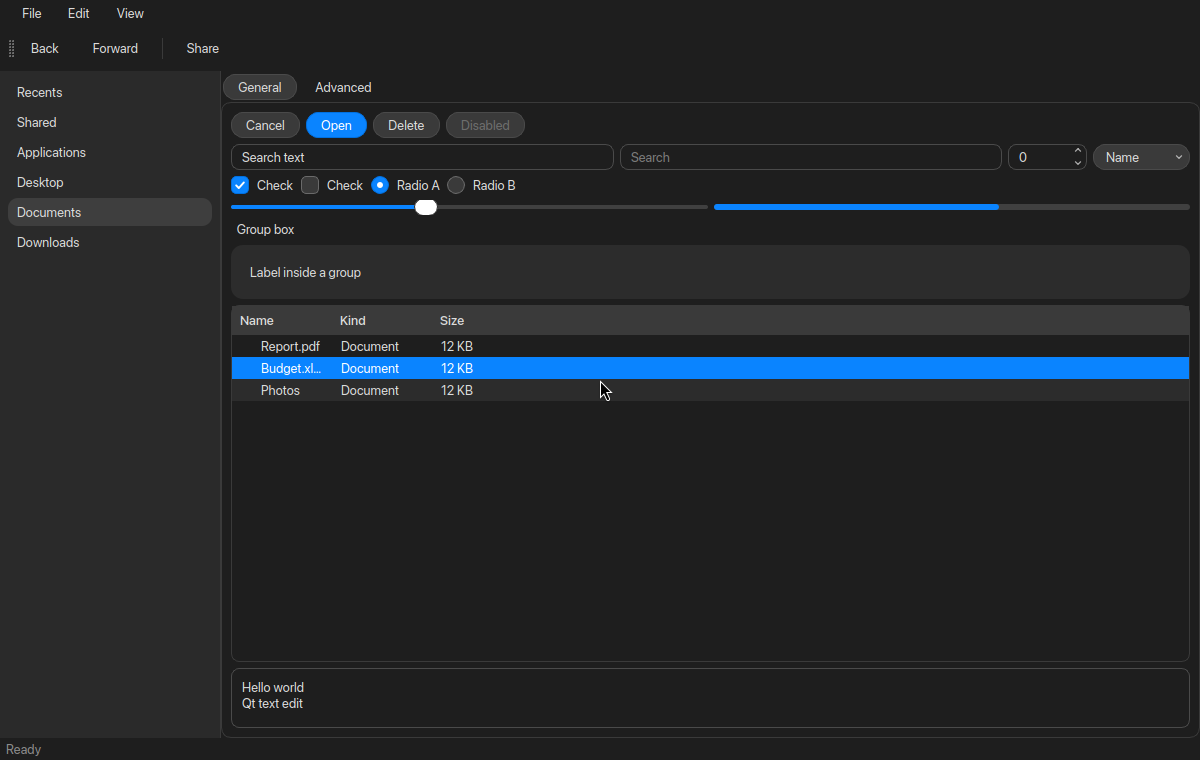 File Edit View
Back Forward Share
Recents
Shared
Applications
Desktop
Documents
Downloads
General Advanced
Cancel Open Delete Disabled
Search text Search 0 Name
Check Check Radio A Radio B
Group box
Label inside a group
Name Kind Size
Report.pdf Document 12 KB
Budget.xl... Document 12 KB
Photos Document 12 KB
Hello world
Qt text edit
Ready